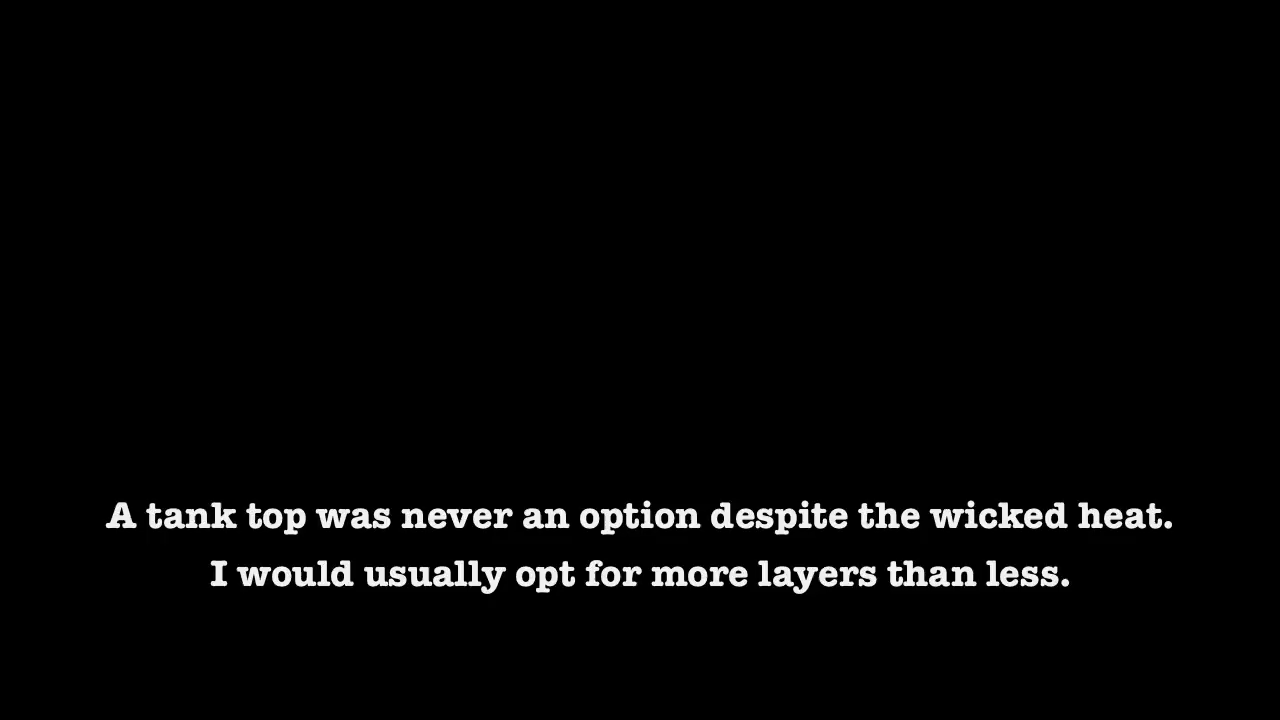 A tank top was never an option despite the wicked heat.
I would usually opt for more layers than less.